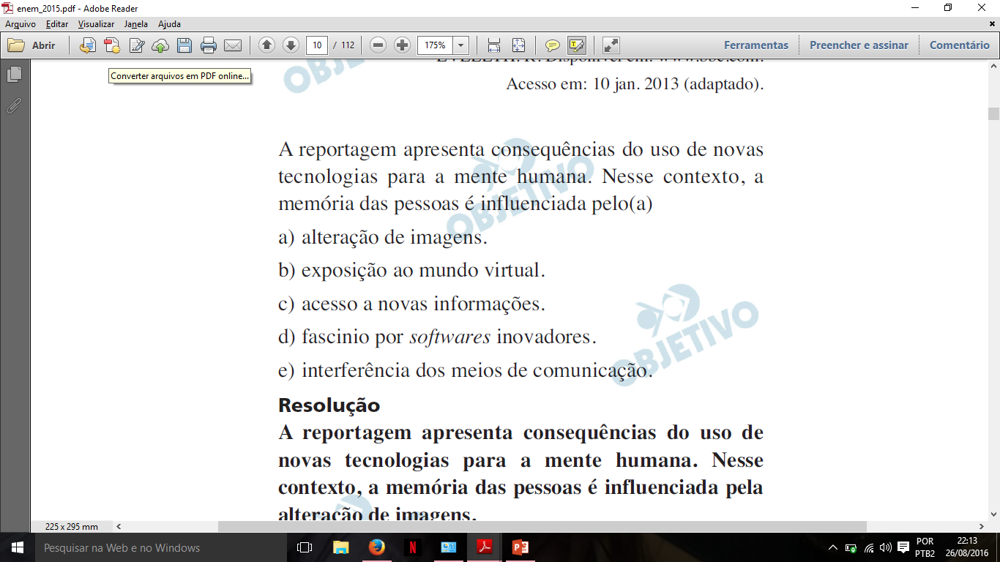 enem_2015.pdf - Adobe Reader
Arquivo Editar Visualizar Janela Ajuda
Abrir 10 / 112 175% Ferramentas Preencher e assinar Comentário
Converter arquivos em PDF online...
Acesso em: 10 jan. 2013 (adaptado).
A reportagem apresenta consequências do uso de novas
tecnologias para a mente humana. Nesse contexto, a
memória das pessoas é influenciada pelo(a)
a) alteração de imagens.
b) exposição ao mundo virtual.
c) acesso a novas informações.
d) fascinio por softwares inovadores.
e) interferência dos meios de comunicação.
Resolução
A reportagem apresenta consequências do uso de
novas tecnologias para a mente humana. Nesse
contexto, a memória das pessoas é influenciada pela
alteração de imagens.
OBJETIVO
OBJETIVO
OBJETIVO
225 x 295 mm
Pesquisar na Web e no Windows
POR
PTB2
22:13
26/08/2016